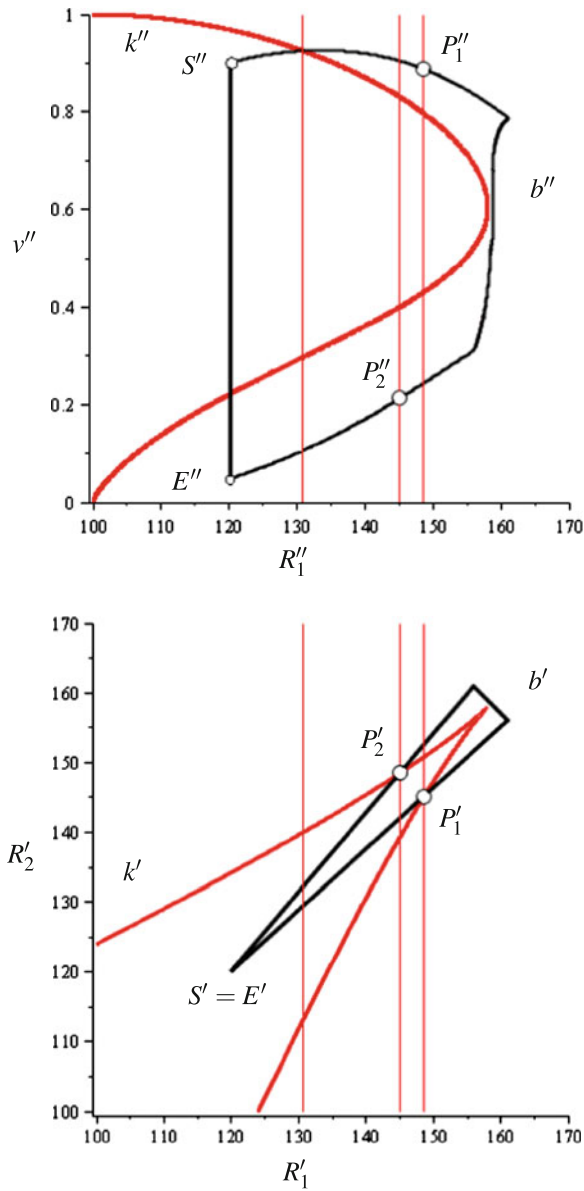 1
k″
S″
P″₁
0.8
b″
0.6
v″
0.4
P″₂
0.2
E″
0
100 120 130 140 150 160 170
R″₁
170
160
b′
P′₂
150
P′₁
140
R′₂
k′
130
120
S′ = E′
110
100
100 120 130 140 150 160 170
R′₁